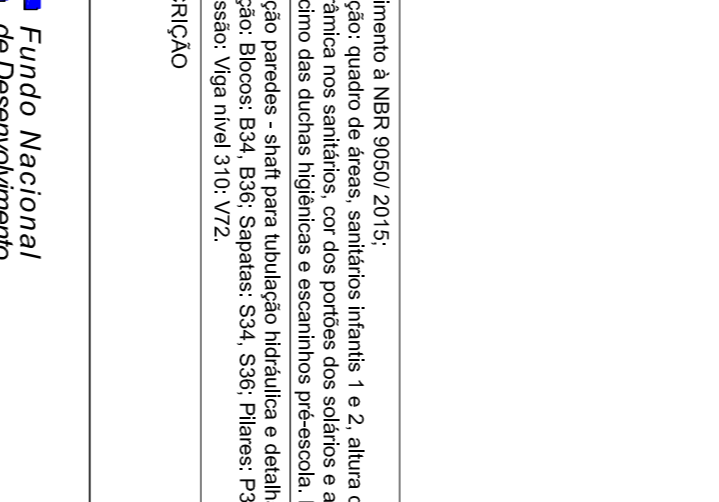 imento à NBR 9050/ 2015;
ção: quadro de áreas, sanitários infantis 1 e 2, altura
râmica nos sanitários, cor dos portões dos solários e a
cimo das duchas higiênicas e escaninhos pré-escola.
ção paredes - shaft para tubulação hidráulica e detalh
ção: Blocos: B34, B36; Sapatas: S34, S36; Pilares: P3
ssão: Viga nível 310: V72.
CRIÇÃO
Fundo Nacional
de Desenvolvimento